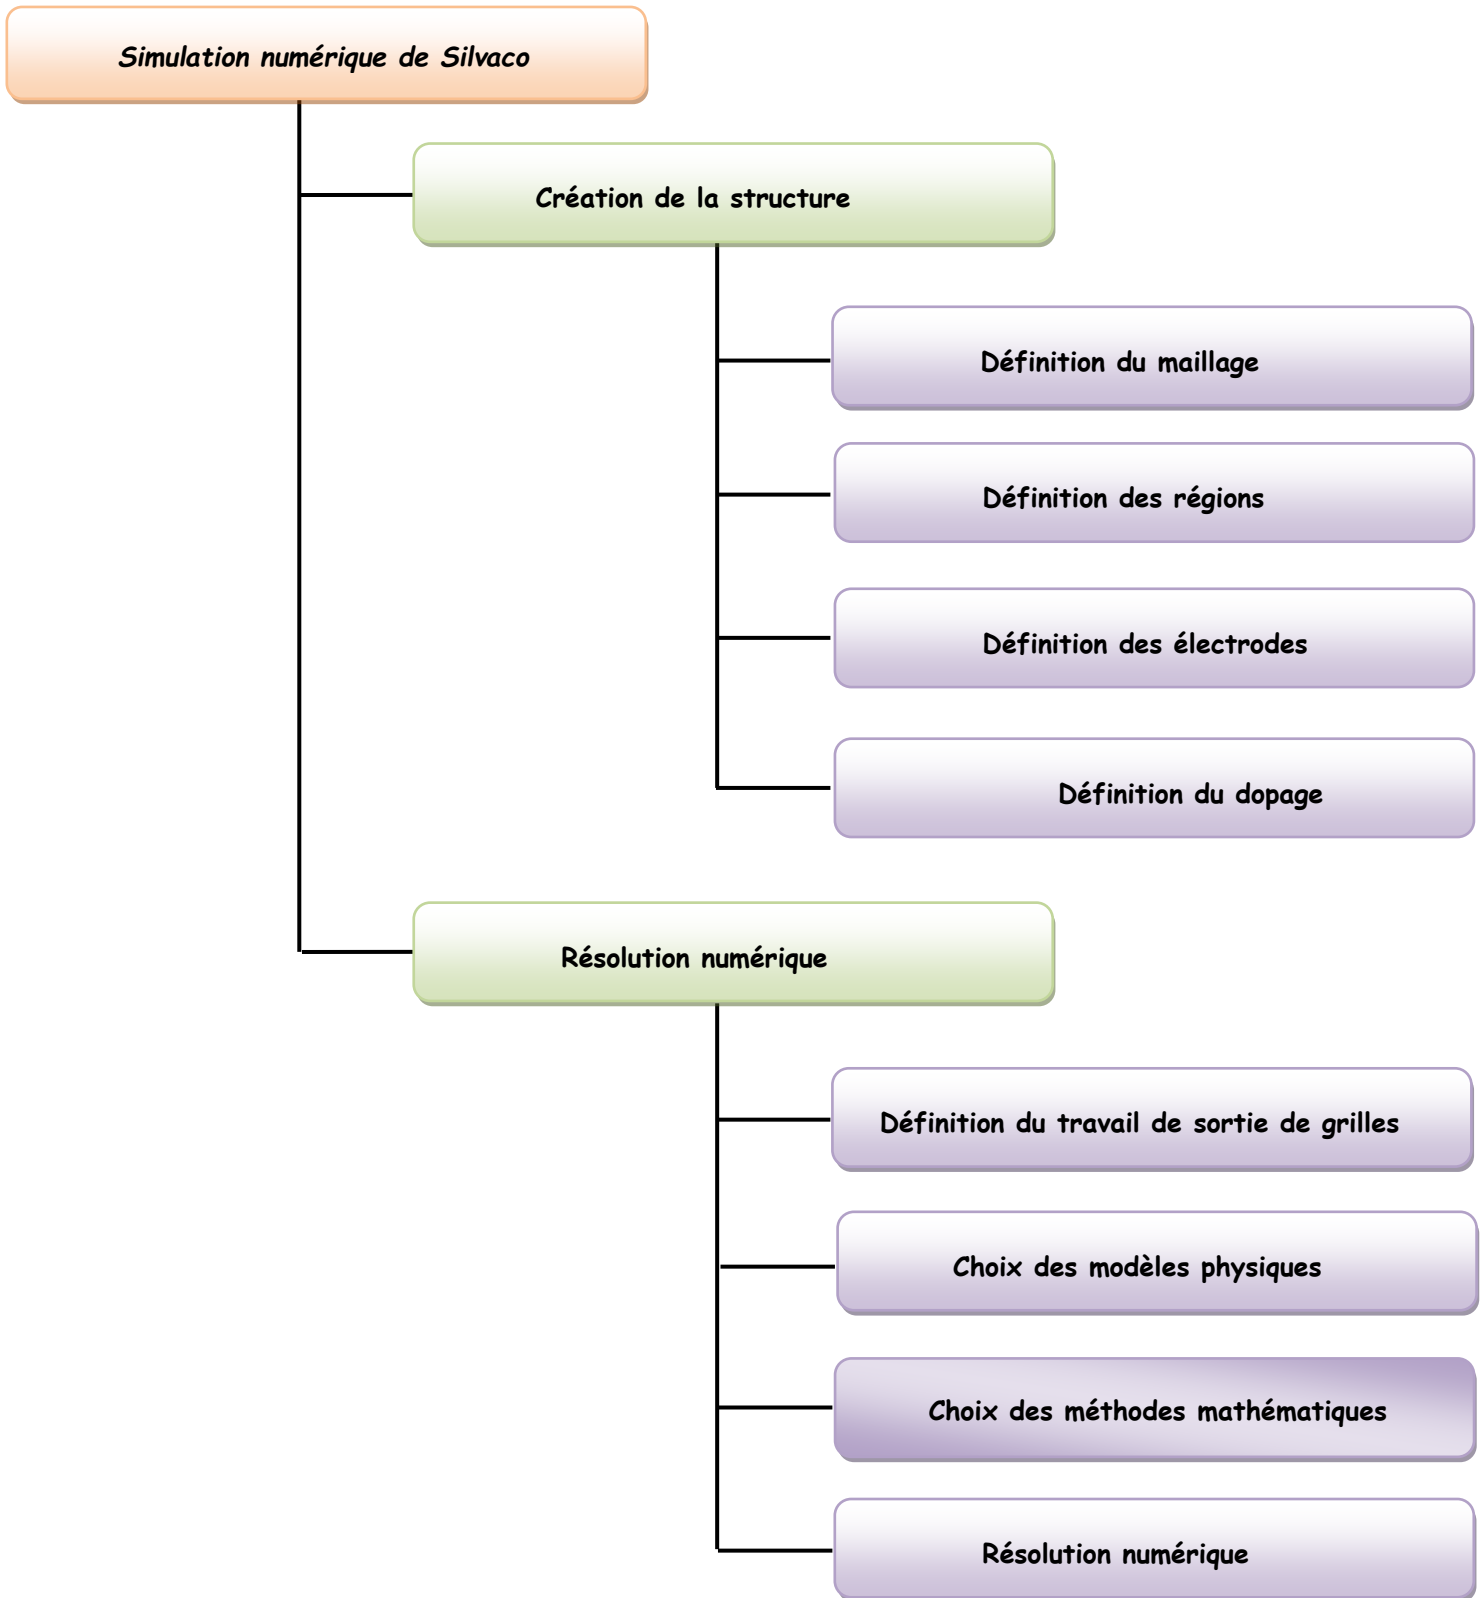 Simulation numérique de Silvaco
Création de la structure
Définition du maillage
Définition des régions
Définition des électrodes
Définition du dopage
Résolution numérique
Définition du travail de sortie de grilles
Choix des modèles physiques
Choix des méthodes mathématiques
Résolution numérique